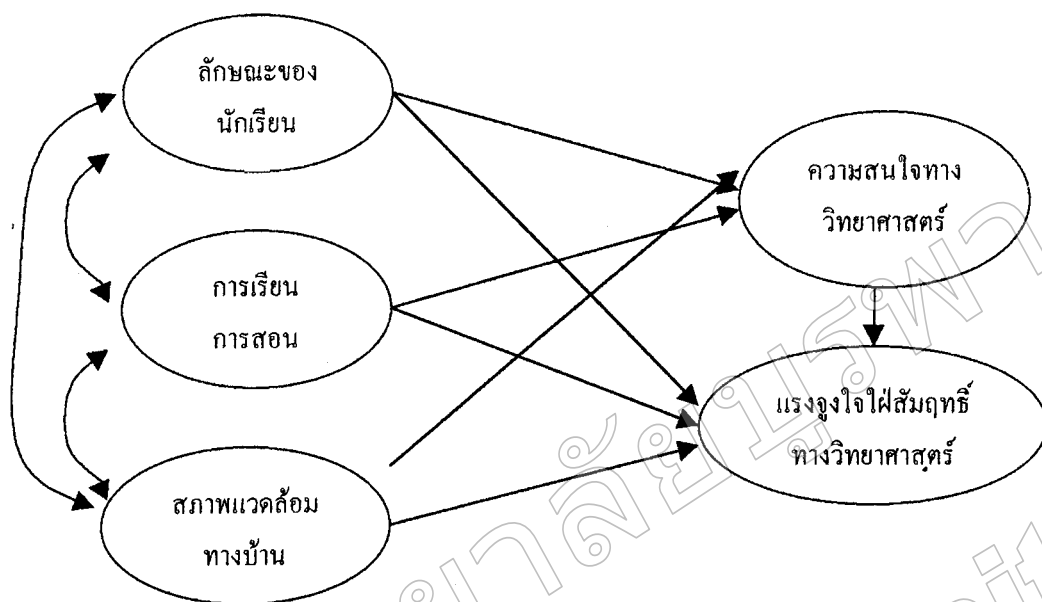 ลักษณะของ
นักเรียน
ความสนใจทาง
วิทยาศาสตร์
การเรียน
การสอน
แรงจูงใจใฝ่สัมฤทธิ์
ทางวิทยาศาสตร์
สภาพแวดล้อม
ทางบ้าน